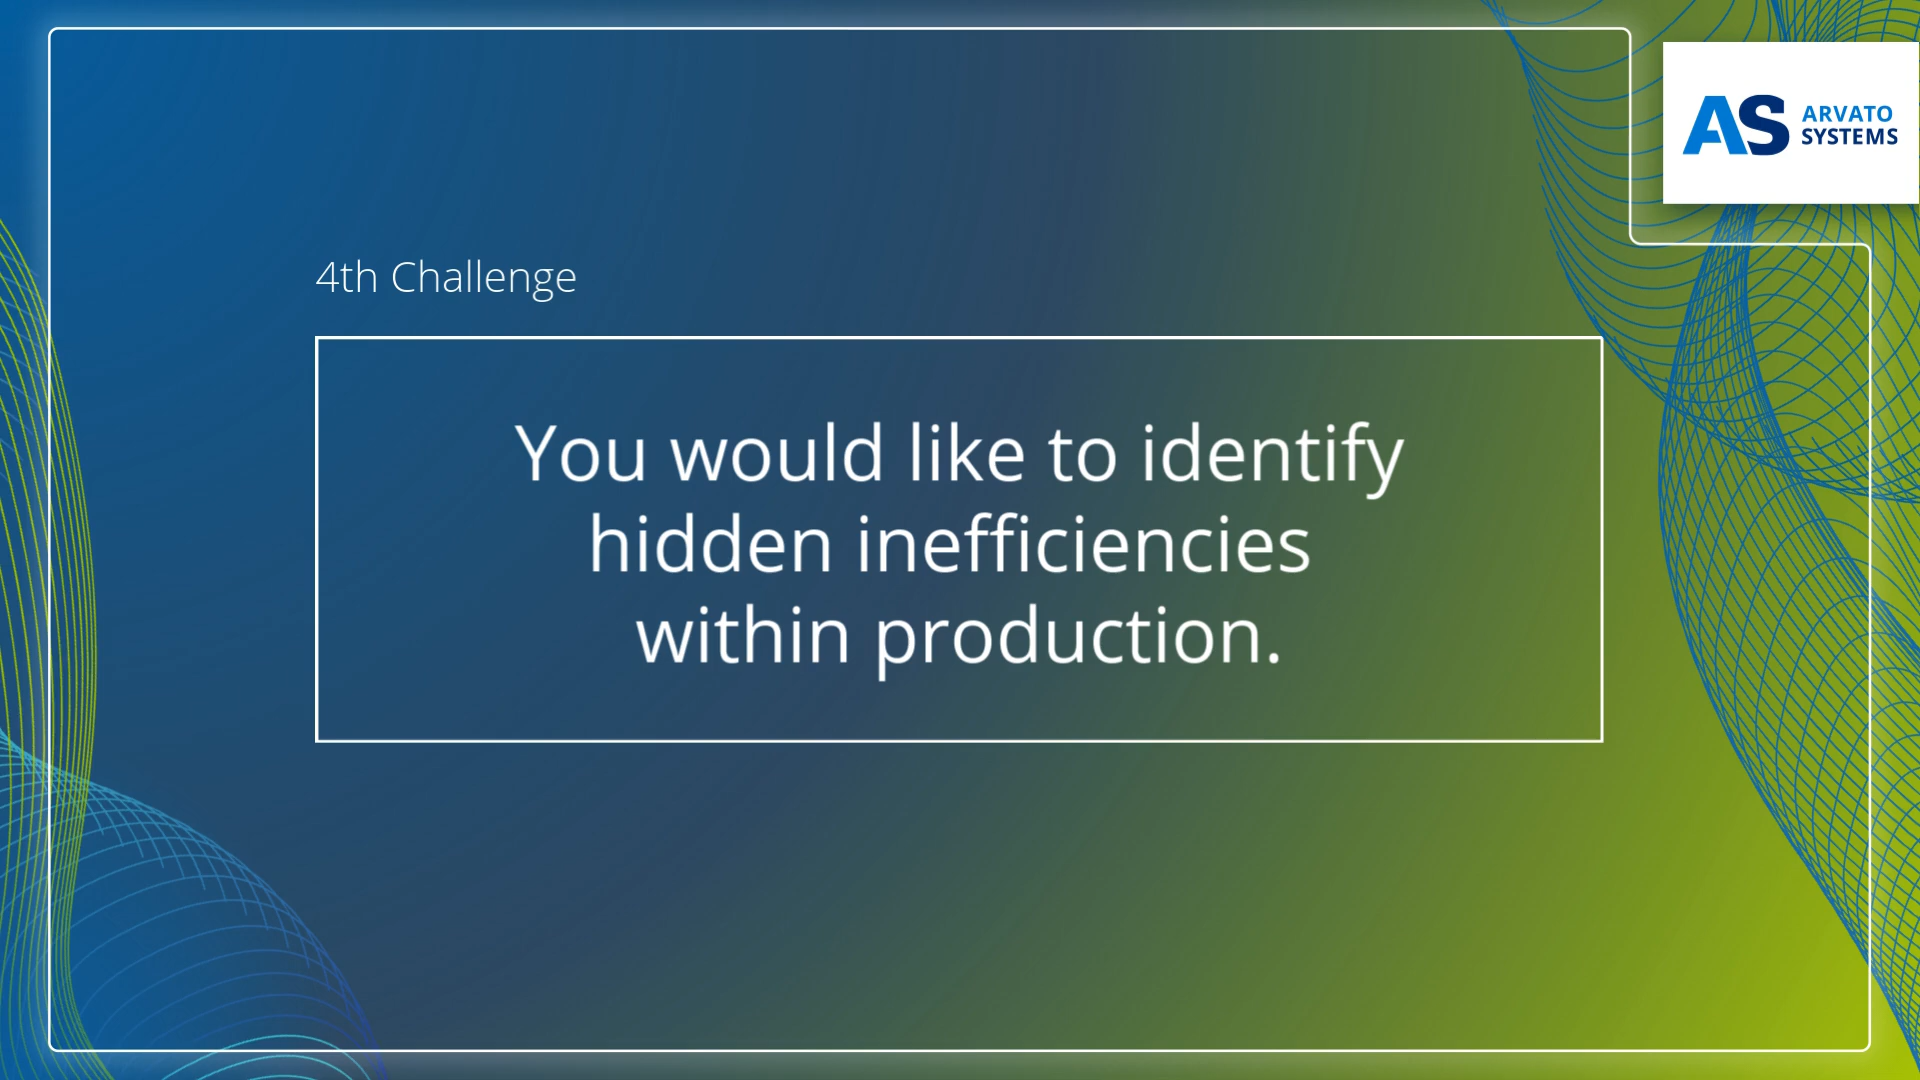 AS ARVATO
SYSTEMS
4th Challenge
You would like to identify
hidden inefficiencies
within production.